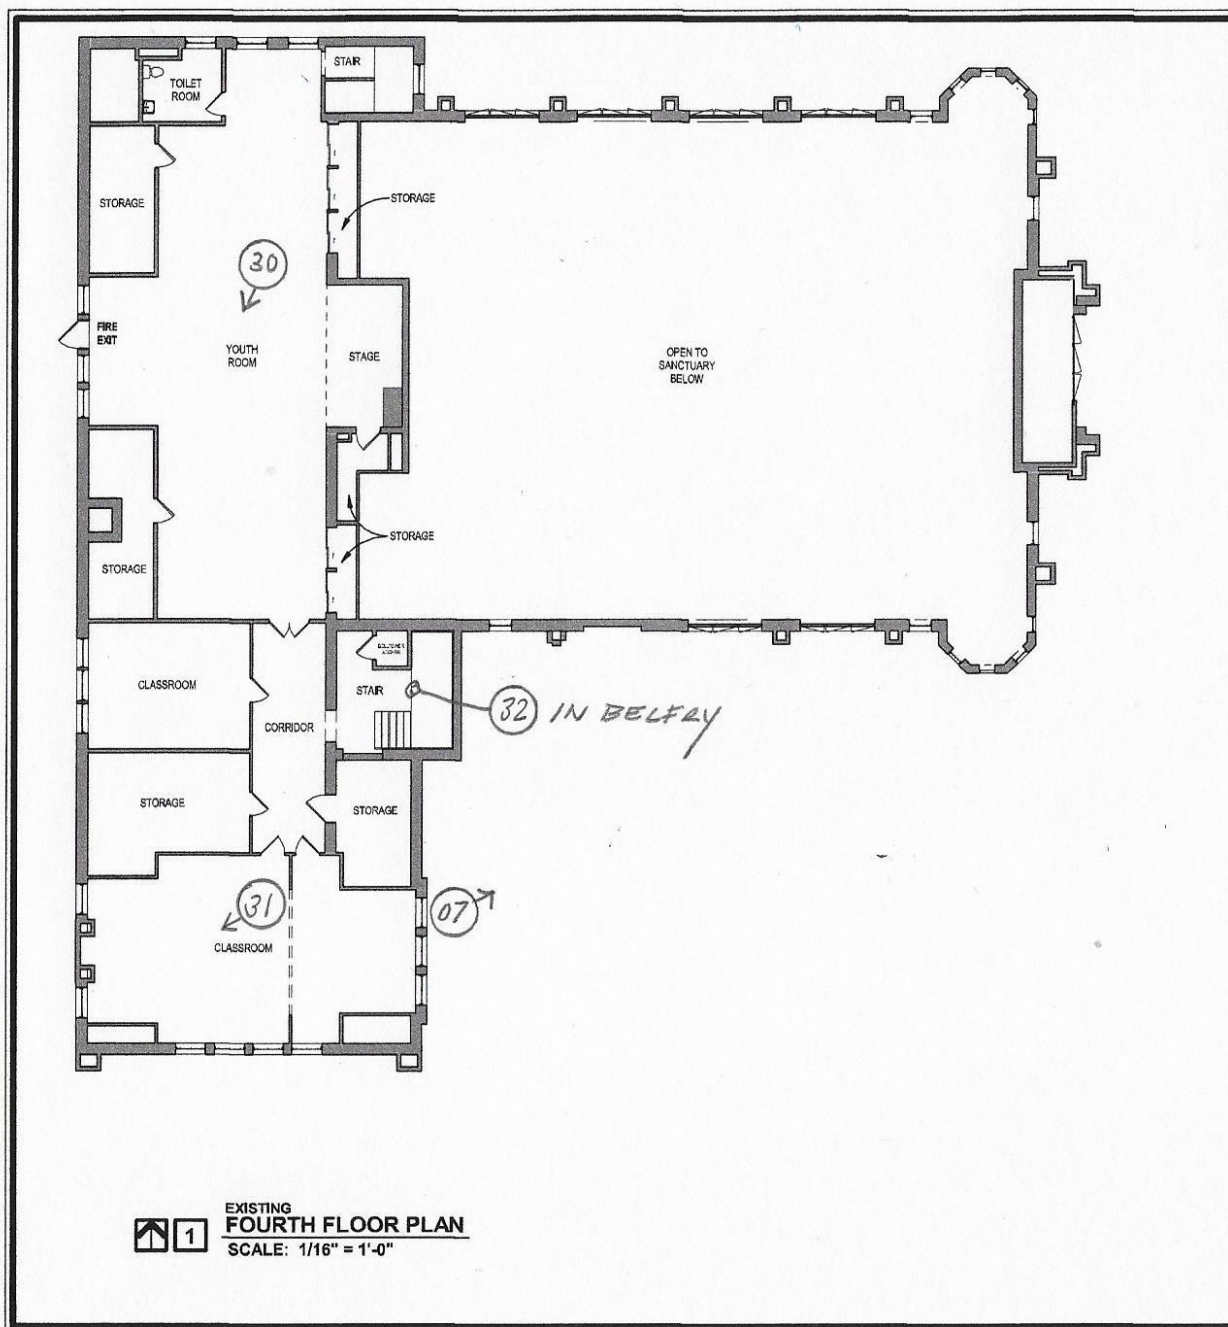 STAIR
TOILET
ROOM
STORAGE
STORAGE
30
FIRE
EXIT
YOUTH
ROOM
STAGE
OPEN TO
SANCTUARY
BELOW
STORAGE
STORAGE
CLASSROOM
STAIR
32 IN BELFRY
CORRIDOR
STORAGE
STORAGE
31
07
CLASSROOM
1
EXISTING
FOURTH FLOOR PLAN
SCALE: 1/16" = 1'-0"